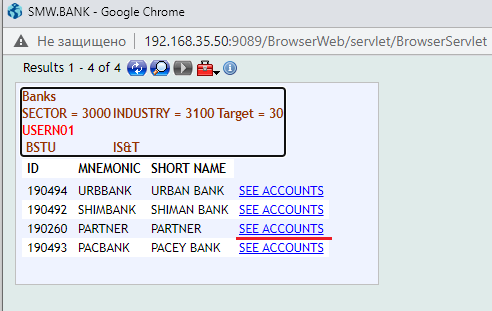 SMW.BANK - Google Chrome
Не защищено 192.168.35.50:9089/BrowserWeb/servlet/BrowserServlet
Results 1 - 4 of 4
Banks
SECTOR = 3000 INDUSTRY = 3100 Target = 30
USERN01
BSTU IS&T
ID MNEMONIC SHORT NAME
190494 URBBANK URBAN BANK SEE ACCOUNTS
190492 SHIMBANK SHIMAN BANK SEE ACCOUNTS
190260 PARTNER PARTNER SEE ACCOUNTS
190493 PACBANK PACEY BANK SEE ACCOUNTS